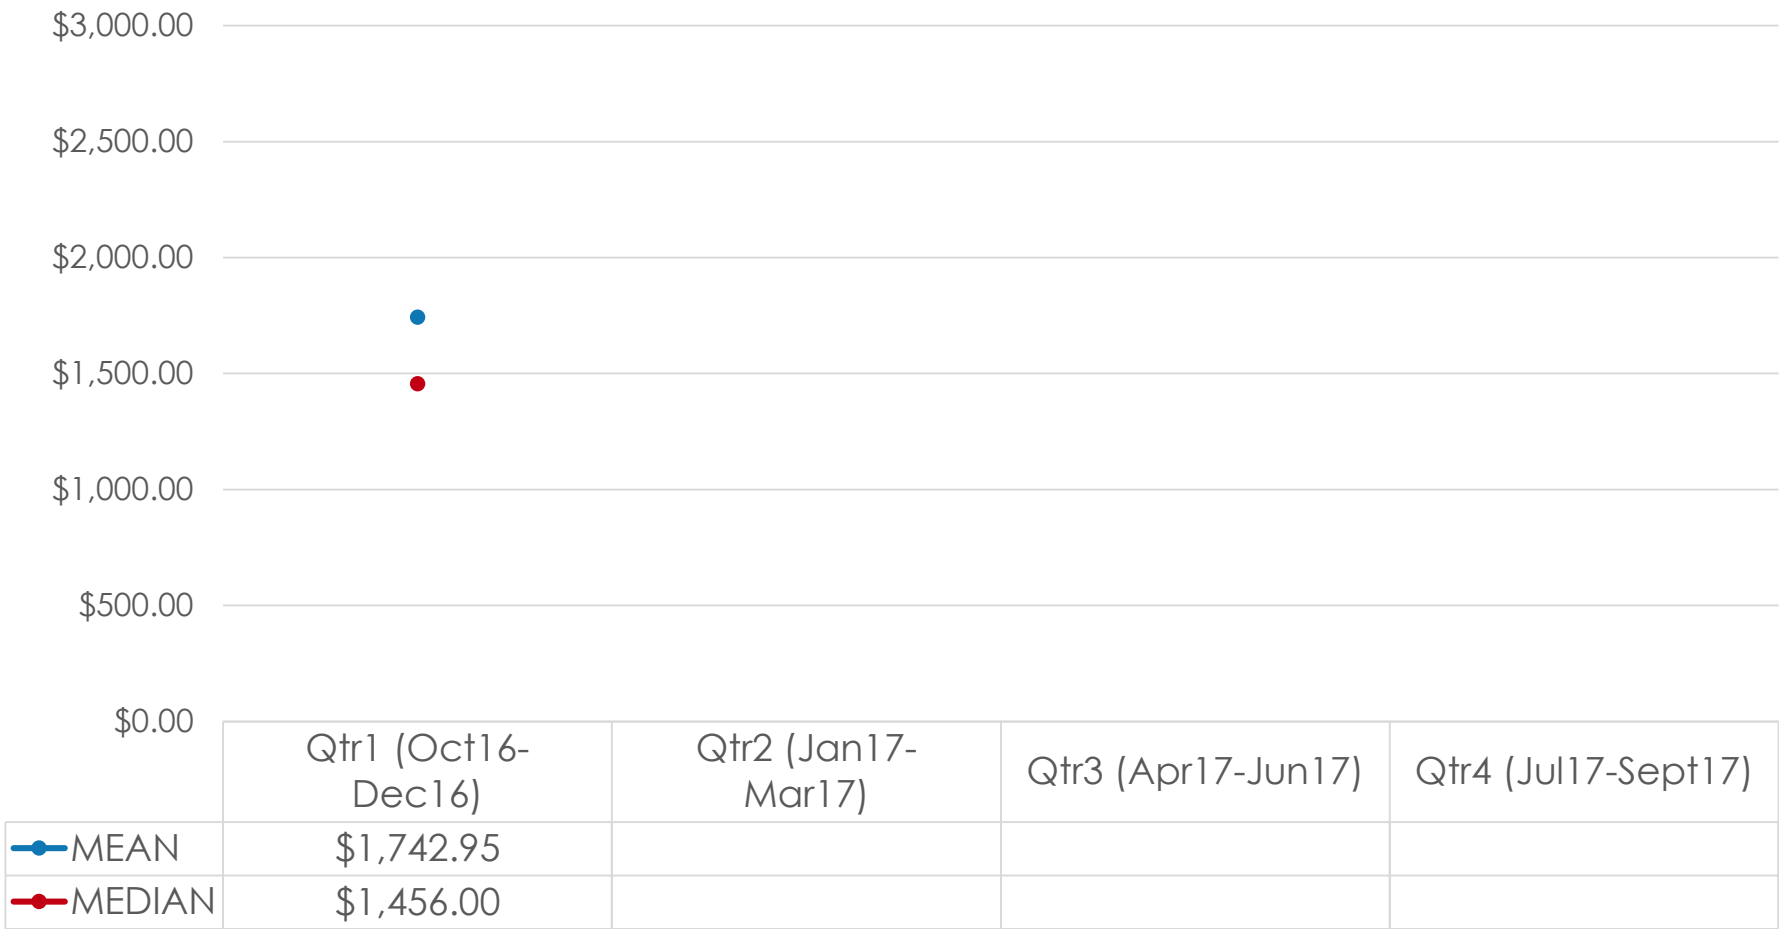 $3,000.00
$2,500.00
$2,000.00
$1,500.00
$1,000.00
$500.00
$0.00
Qtr1 (Oct16-
Dec16)
Qtr2 (Jan17-
Mar17)
Qtr3 (Apr17-Jun17)
Qtr4 (Jul17-Sept17)
MEAN $1,742.95
MEDIAN $1,456.00